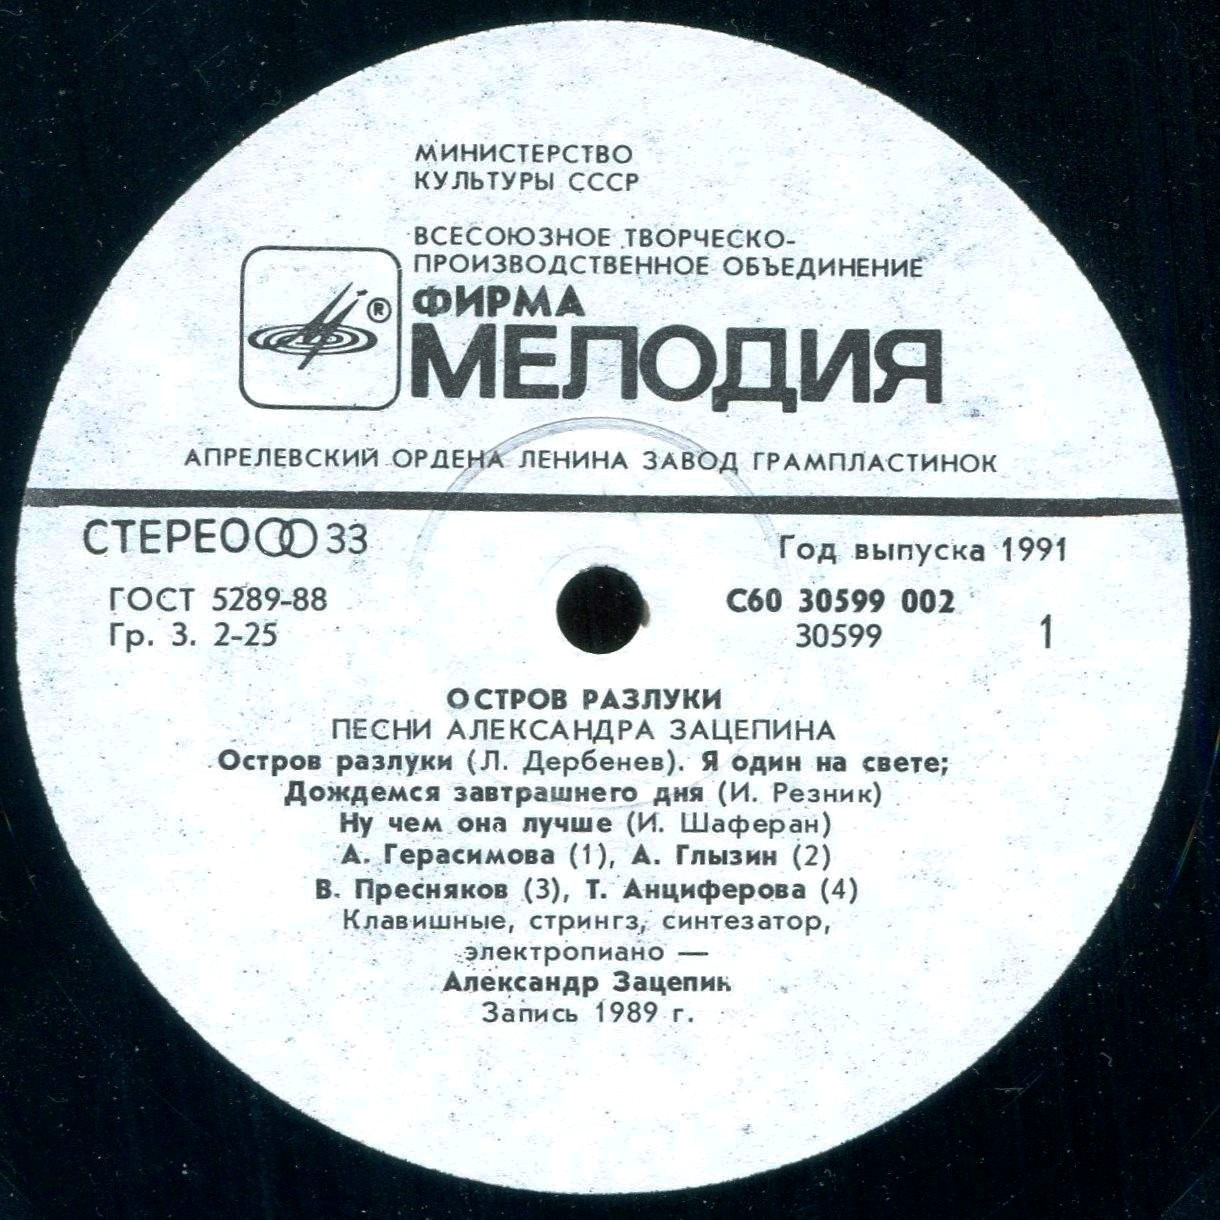 МИНИСТЕРСТВО
КУЛЬТУРЫ СССР
ВСЕСОЮЗНОЕ ТВОРЧЕСКО-
ПРОИЗВОДСТВЕННОЕ ОБЪЕДИНЕНИЕ
®
ФИРМА
МЕЛОДИЯ
АПРЕЛЕВСКИЙ ОРДЕНА ЛЕНИНА ЗАВОД ГРАМПЛАСТИНОК
СТЕРЕО 33
Год выпуска 1991
ГОСТ 5289-88
С60 30599 002
Гр. 3. 2-25
30599
1
ОСТРОВ РАЗЛУКИ
ПЕСНИ АЛЕКСАНДРА ЗАЦЕПИНА
Остров разлуки (Л. Дербенев). Я один на свете;
Дождемся завтрашнего дня (И. Резник)
Ну чем она лучше (И. Шаферан)
А. Герасимова (1), А. Глызин (2)
В. Пресняков (3), Т. Анциферова (4)
Клавишные, стрингз, синтезатор,
электропиано —
Александр Зацепин
Запись 1989 г.